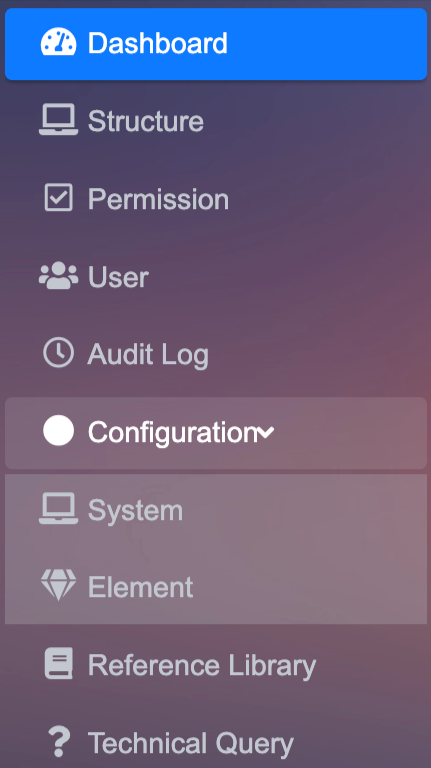 Dashboard
Structure
Permission
User
Audit Log
Configuration
System
Element
Reference Library
Technical Query